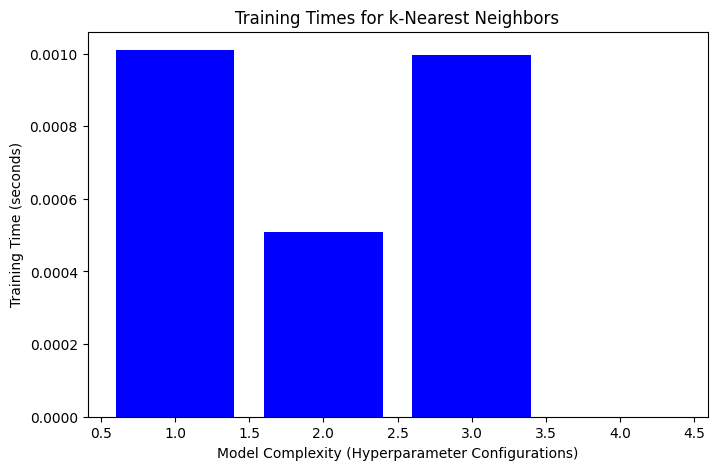 Training Times for k-Nearest Neighbors
Training Time (seconds)
0.0010
0.0008
0.0006
0.0004
0.0002
0.0000
0.5 1.0 1.5 2.0 2.5 3.0 3.5 4.0 4.5
Model Complexity (Hyperparameter Configurations)